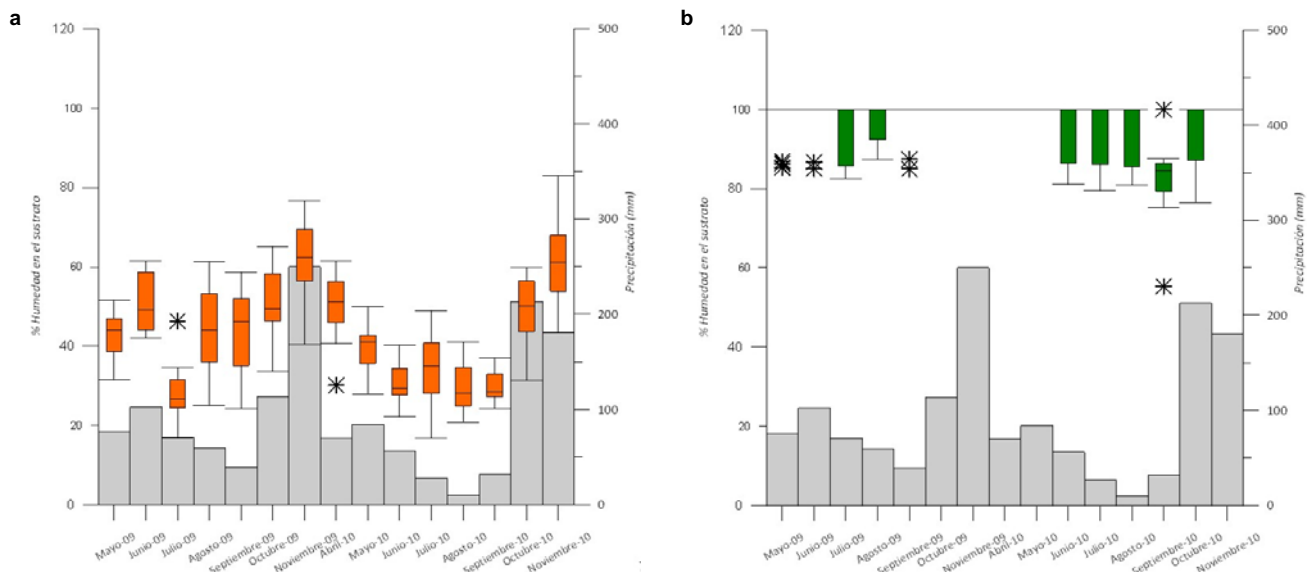 a
120
100
80
60
40
20
0
% Humedad en el sustrato
500
400
300
200
100
0
Precipitación (mm)
Mayo-09
Junio-09
Julio-09
Agosto-09
Septiembre-09
Octubre-09
Noviembre-09
Abril-10
Mayo-10
Junio-10
Julio-10
Agosto-10
Septiembre-10
Octubre-10
Noviembre-10
b
120
100
80
60
40
20
0
% Humedad en el sustrato
500
400
300
200
100
0
Precipitación (mm)
Mayo-09
Junio-09
Julio-09
Agosto-09
Septiembre-09
Octubre-09
Noviembre-09
Abril-10
Mayo-10
Junio-10
Julio-10
Agosto-10
Septiembre-10
Octubre-10
Noviembre-10